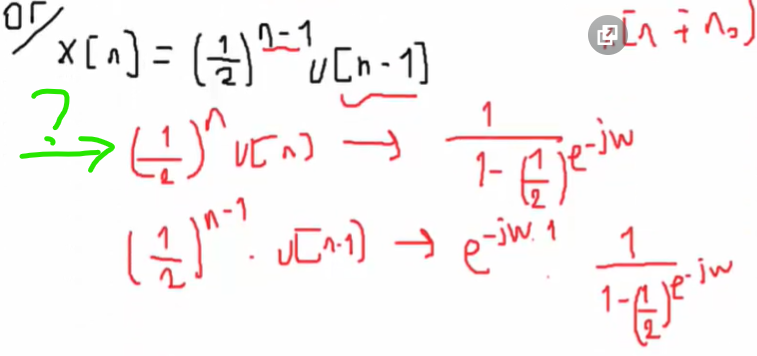 or/
x[n] = (1/2)^{n-1} u[n-1]
[n ∓ n₀)
?
(1/2)^n u[n] → 1/(1-(1/2)e^{-jw})
(1/2)^{n-1} · u[n-1] → e^{-jw.1} · 1/(1-(1/2)e^{-jw})